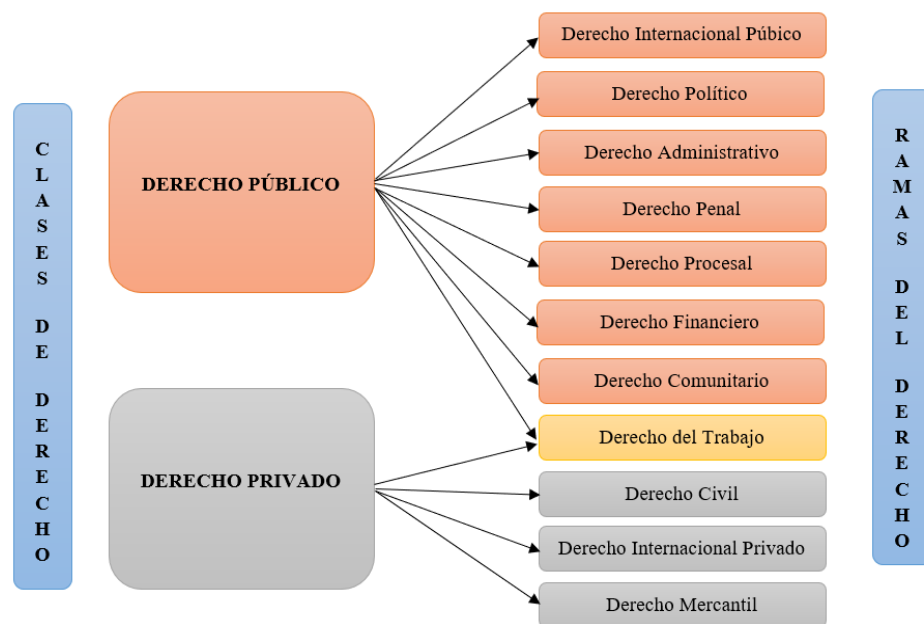 CLASES DE DERECHO
DERECHO PÚBLICO
DERECHO PRIVADO
Derecho Internacional Púbico
Derecho Político
Derecho Administrativo
Derecho Penal
Derecho Procesal
Derecho Financiero
Derecho Comunitario
Derecho del Trabajo
Derecho Civil
Derecho Internacional Privado
Derecho Mercantil
RAMAS DEL DERECHO